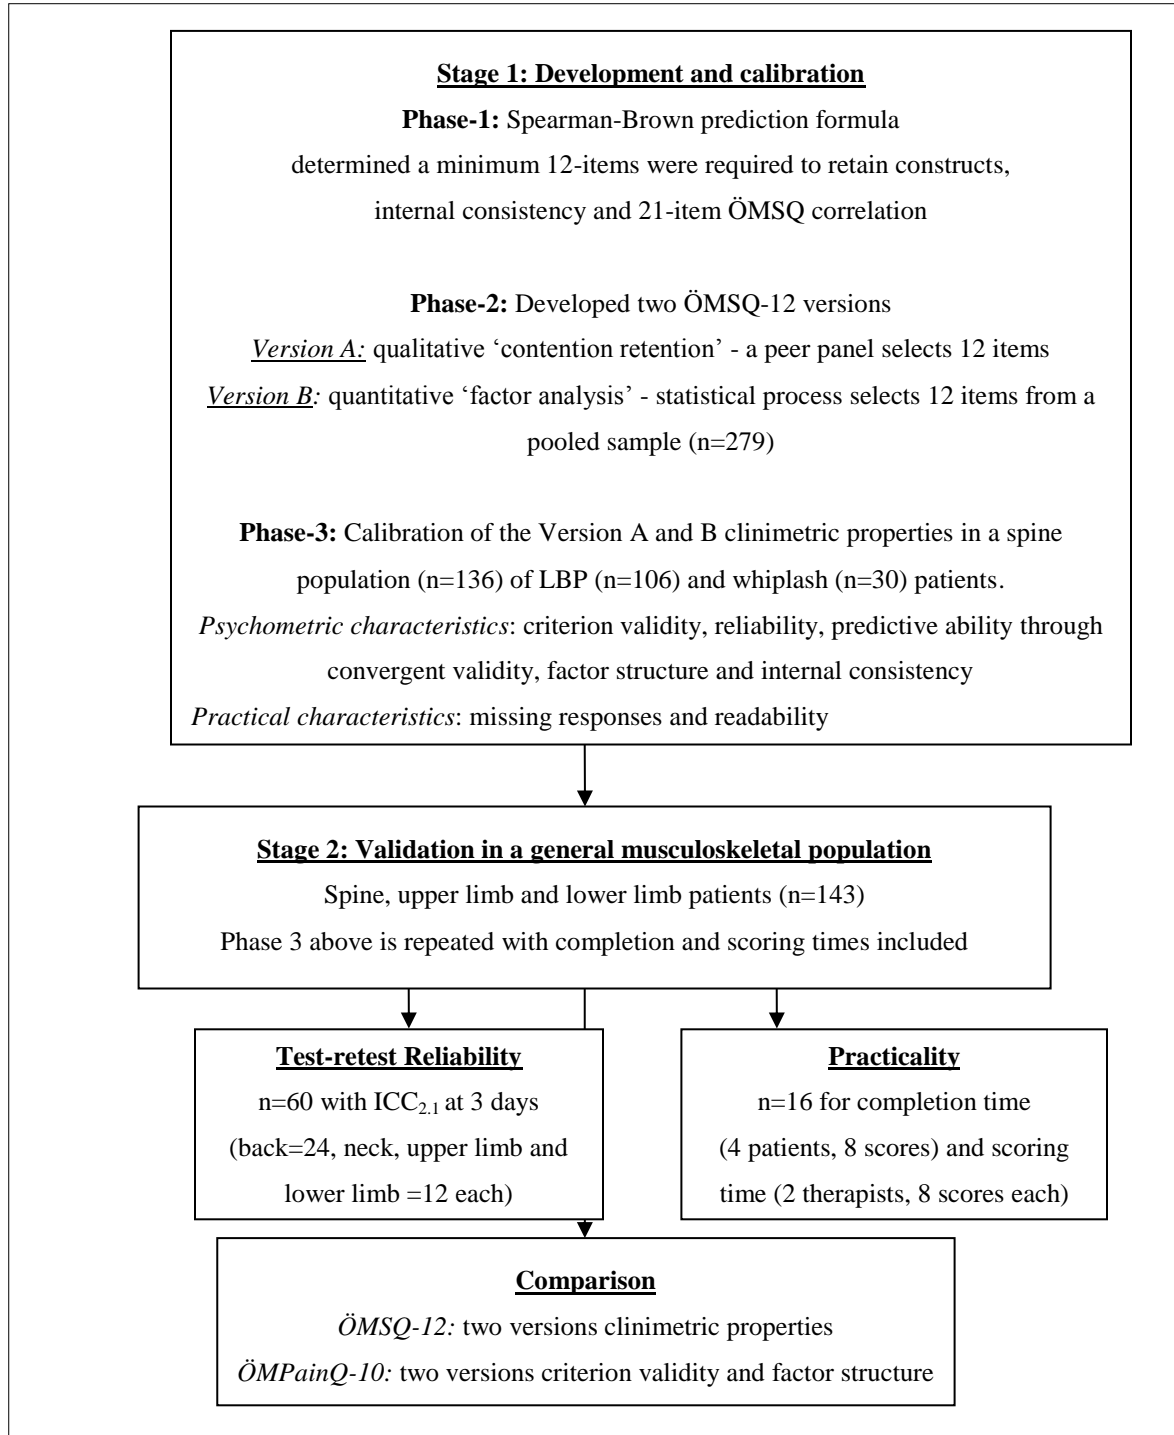 Stage 1: Development and calibration
Phase-1: Spearman-Brown prediction formula
determined a minimum 12-items were required to retain constructs,
internal consistency and 21-item ÖMSQ correlation
Phase-2: Developed two ÖMSQ-12 versions
Version A: qualitative ‘contention retention’ - a peer panel selects 12 items
Version B: quantitative ‘factor analysis’ - statistical process selects 12 items from a
pooled sample (n=279)
Phase-3: Calibration of the Version A and B clinimetric properties in a spine
population (n=136) of LBP (n=106) and whiplash (n=30) patients.
Psychometric characteristics: criterion validity, reliability, predictive ability through
convergent validity, factor structure and internal consistency
Practical characteristics: missing responses and readability
Stage 2: Validation in a general musculoskeletal population
Spine, upper limb and lower limb patients (n=143)
Phase 3 above is repeated with completion and scoring times included
Test-retest Reliability
n=60 with ICC2.1 at 3 days
(back=24, neck, upper limb and
lower limb =12 each)
Practicality
n=16 for completion time
(4 patients, 8 scores) and scoring
time (2 therapists, 8 scores each)
Comparison
ÖMSQ-12: two versions clinimetric properties
ÖMPainQ-10: two versions criterion validity and factor structure